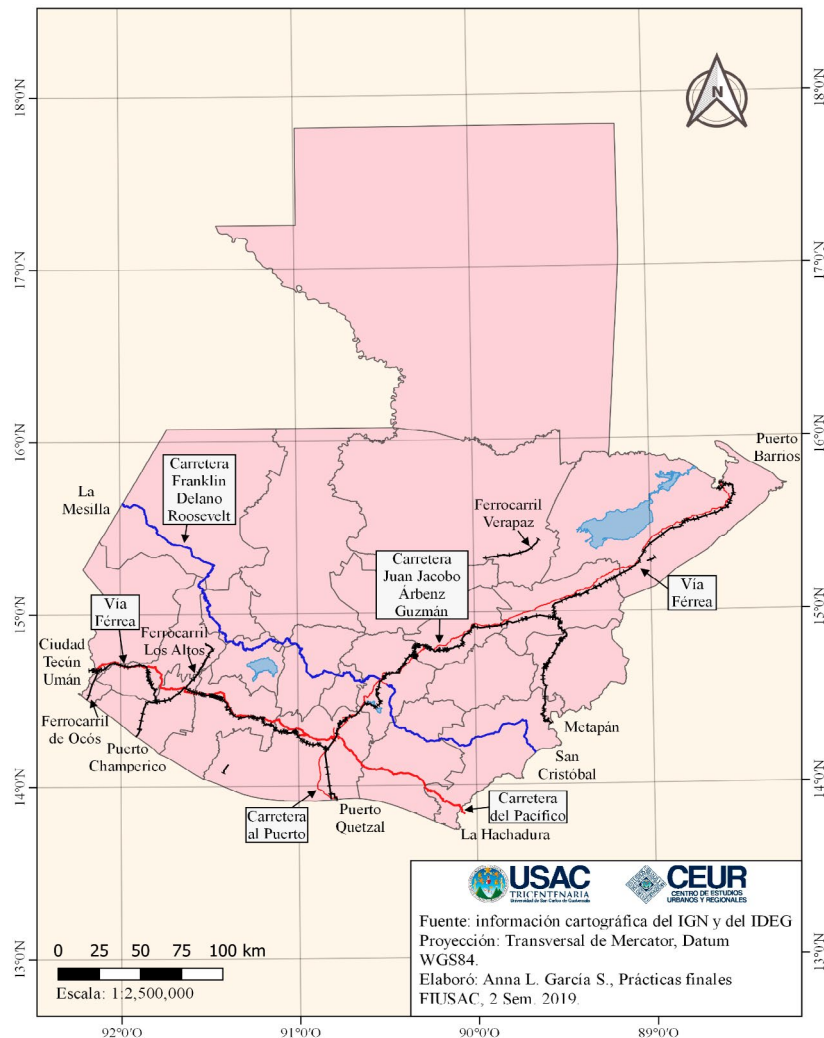 18°0'N
18°0'N
N
17°0'N
17°0'N
16°0'N
16°0'N
Puerto
Barrios
La
Mesilla
Carretera
Franklin
Delano
Roosevelt
Ferrocarril
Verapaz
Carretera
Juan Jacobo
Árbenz
Guzmán
Vía
Férrea
15°0'N
15°0'N
Vía
Férrea
Ferrocarril
Los Altos
Ciudad
Tecún
Umán
Ferrocarril
de Ocós
Puerto
Champerico
Metapán
San
Cristóbal
14°0'N
14°0'N
Carretera
al Puerto
Puerto
Quetzal
Carretera
del Pacífico
La Hachadura
USAC
TRICENTENARIA
Universidad de San Carlos de Guatemala
CEUR
CENTRO DE ESTUDIOS
URBANOS Y REGIONALES
Fuente: información cartográfica del IGN y del IDEG
Proyección: Transversal de Mercator, Datum
WGS84.
Elaboró: Anna L. García S., Prácticas finales
FIUSAC, 2 Sem. 2019.
13°0'N
13°0'N
0 25 50 75 100 km
Escala: 1:2,500,000
92°0'O
91°0'O
90°0'O
89°0'O